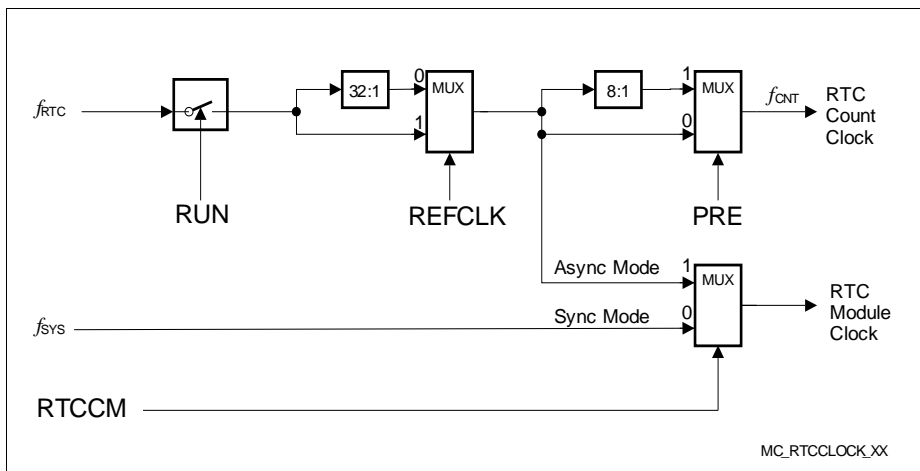 0
32:1
MUX
1
8:1
1
MUX
0
fRTC
fCNT
RTC
Count
Clock
RUN
REFCLK
PRE
Async Mode
1
MUX
RTC
Module
Clock
fSYS
Sync Mode
0
RTCCM
MC_RTCCLOCK_XX